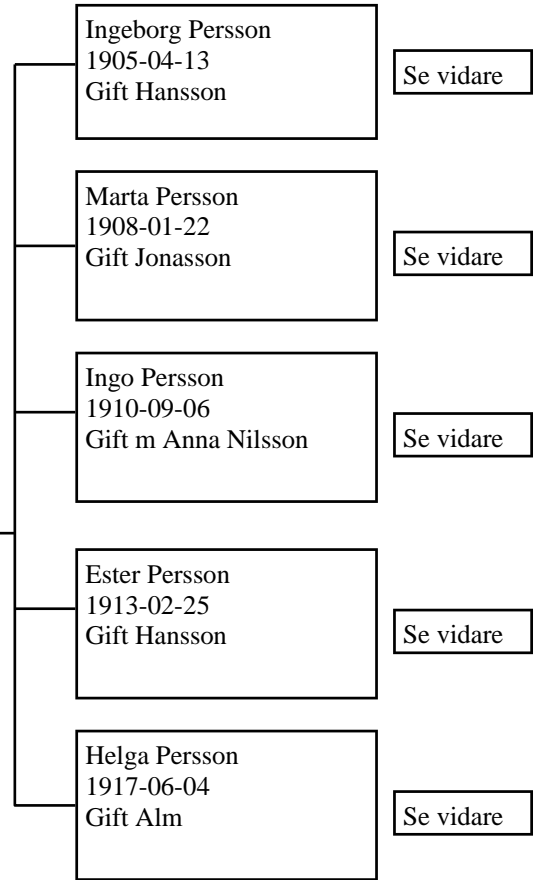 Ingeborg Persson
1905-04-13
Gift Hansson
Se vidare
Marta Persson
1908-01-22
Gift Jonasson
Se vidare
Ingo Persson
1910-09-06
Gift m Anna Nilsson
Se vidare
Ester Persson
1913-02-25
Gift Hansson
Se vidare
Helga Persson
1917-06-04
Gift Alm
Se vidare